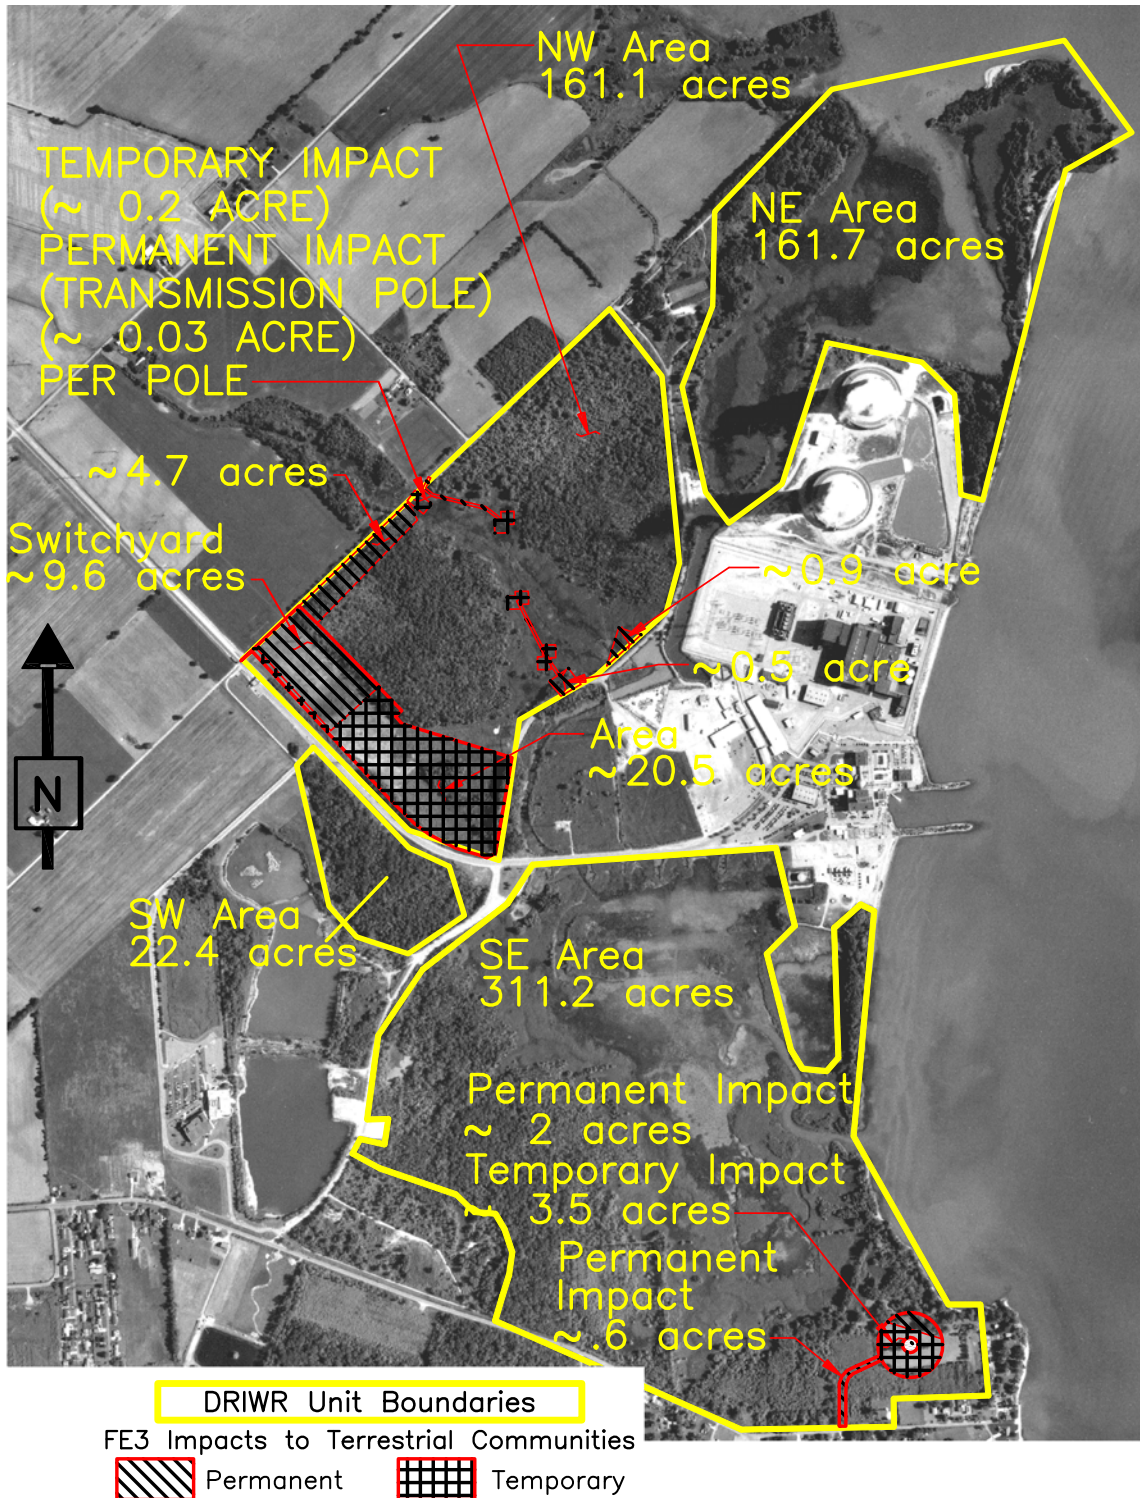 NW Area
161.1 acres
TEMPORARY IMPACT
(~ 0.2 ACRE)
PERMANENT IMPACT
(TRANSMISSION POLE)
(~ 0.03 ACRE)
PER POLE
NE Area
161.7 acres
~4.7 acres
Switchyard
~9.6 acres
~0.9 acre
~0.5 acre
Area
~20.5 acres
N
SW Area
22.4 acres
SE Area
311.2 acres
Permanent Impact
~ 2 acres
Temporary Impact
~ 3.5 acres
Permanent
Impact
~.6 acres
DRIWR Unit Boundaries
FE3 Impacts to Terrestrial Communities
Permanent
Temporary